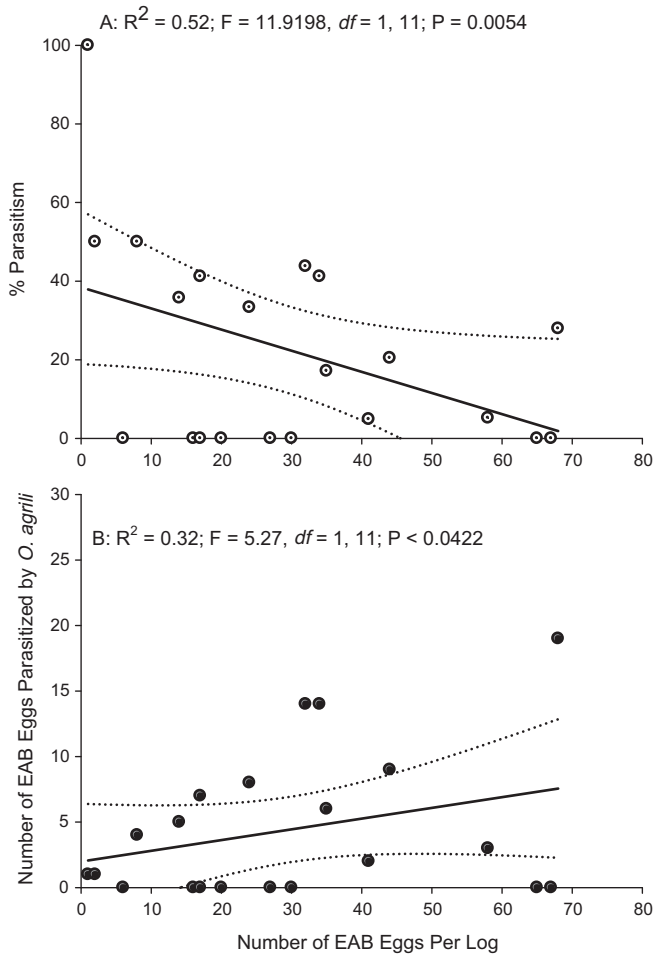 A: R² = 0.52; F = 11.9198, df = 1, 11; P = 0.0054
100
80
60
40
20
0
% Parasitism
0 10 20 30 40 50 60 70 80
30
25
20
15
10
5
0
B: R² = 0.32; F = 5.27, df = 1, 11; P < 0.0422
Number of EAB Eggs Parasitized by O. agrili
0 10 20 30 40 50 60 70 80
Number of EAB Eggs Per Log